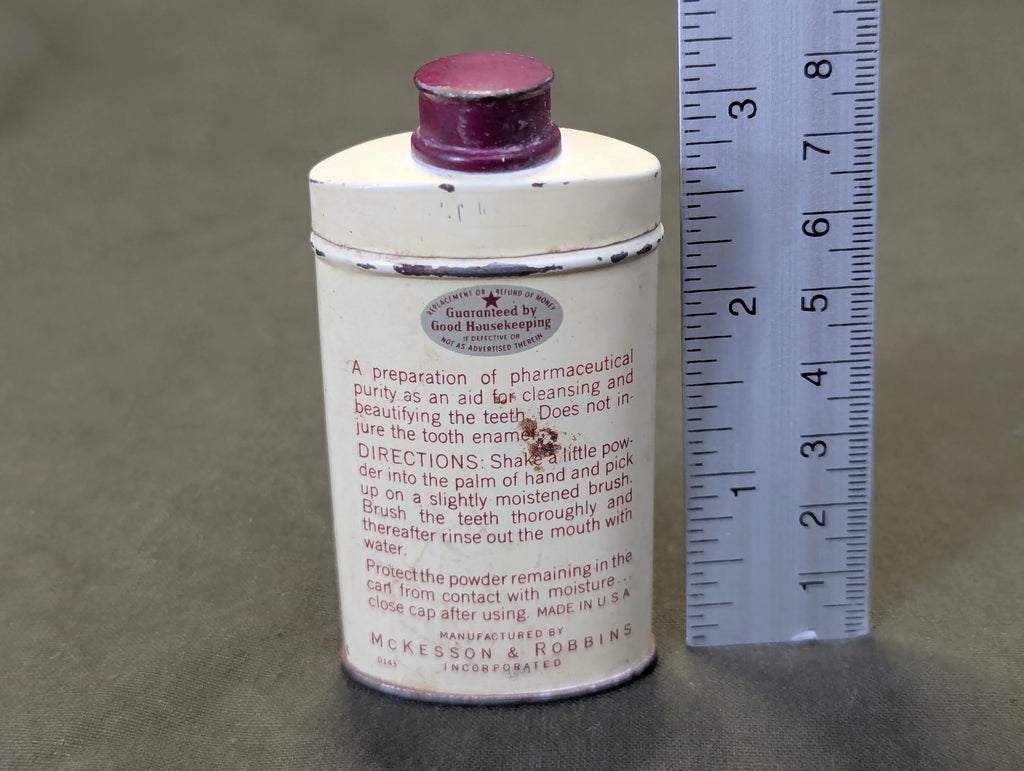 REPLACEMENT OR REFUND OF MONEY
Guaranteed by
Good Housekeeping
IF DEFECTIVE OR
NOT AS ADVERTISED THEREIN
A preparation of pharmaceutical
purity as an aid for cleansing and
beautifying the teeth. Does not in-
jure the tooth enamel.
DIRECTIONS: Shake a little pow-
der into the palm of hand and pick
up on a slightly moistened brush.
Brush the teeth thoroughly and
thereafter rinse out the mouth with
water.
Protect the powder remaining in the
can from contact with moisture...
close cap after using. MADE IN U S A
MANUFACTURED BY
MCKESSON & ROBBINS
INCORPORATED
0143
8
3
7
6
2
5
4
3
1
2
1